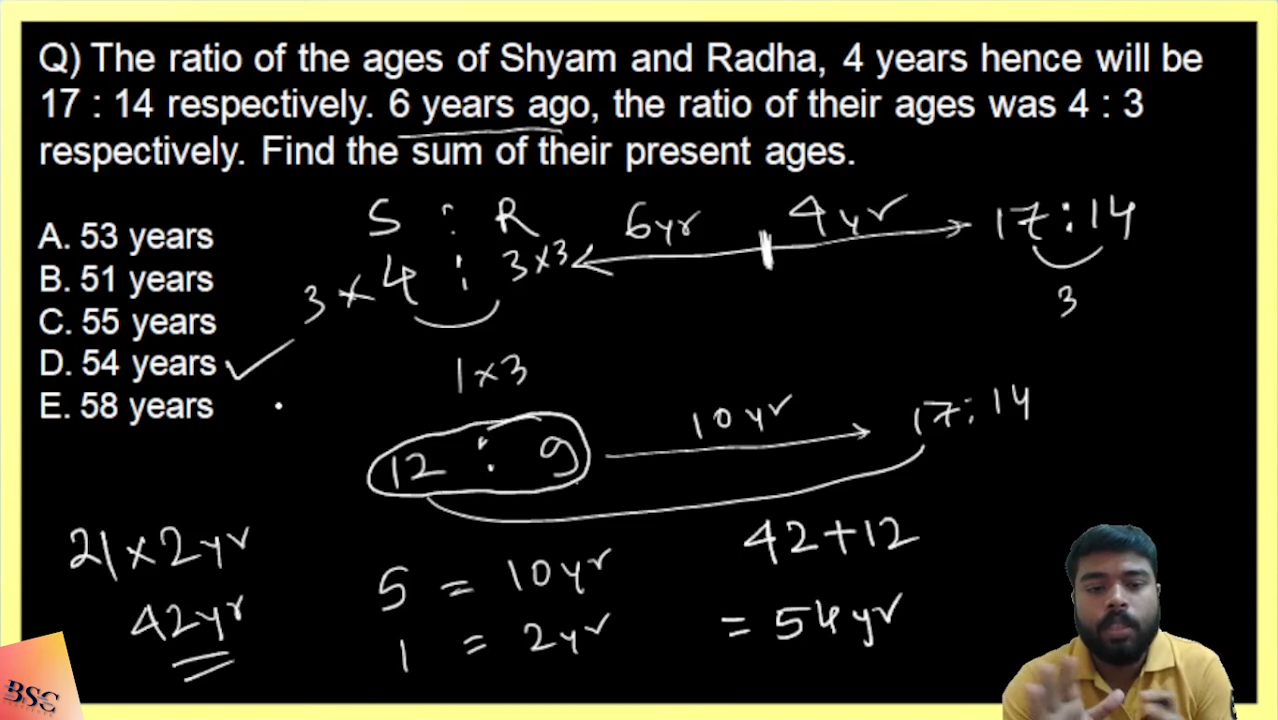 Q) The ratio of the ages of Shyam and Radha, 4 years hence will be
17 : 14 respectively. 6 years ago, the ratio of their ages was 4 : 3
respectively. Find the sum of their present ages.
A. 53 years
B. 51 years
C. 55 years
D. 54 years
E. 58 years
S : R
6yr
4yr
17:14
3×4 : 3×3
3
1×3
12 : 9
10yr
17:14
21×2yr
42yr
5 = 10yr
1 = 2yr
42+12
= 54yr
BSC